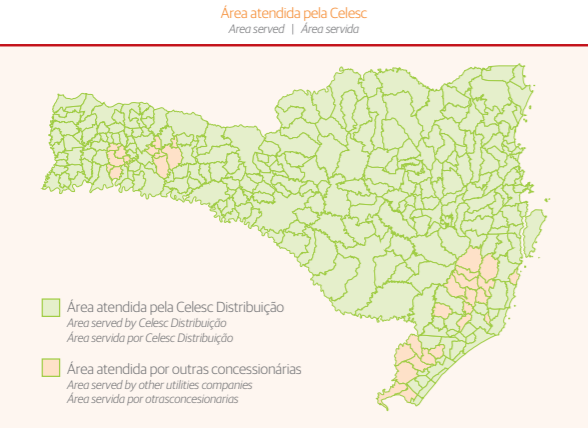 Área atendida pela Celesc
Area served | Área servida
Área atendida pela Celesc Distribuição
Area served by Celesc Distribuição
Área servida por Celesc Distribuição
Área atendida por outras concessionárias
Area served by other utilities companies
Área servida por otrasconcesionarias